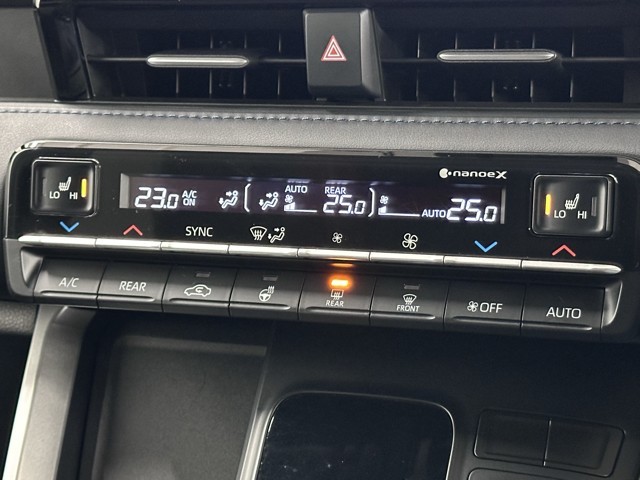 nanoeX
LO HI
23.0 A/C ON AUTO REAR 25.0 AUTO 25.0
LO HI
SYNC
A/C REAR REAR FRONT OFF AUTO